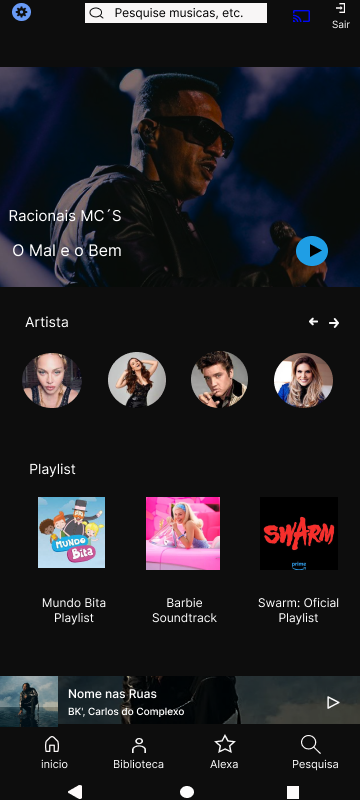 Pesquise musicas, etc.
Sair
Racionais MC´S
O Mal e o Bem
Artista
Playlist
MUNDO
Bita
SWARM
prime
Mundo Bita
Playlist
Barbie
Soundtrack
Swarm: Oficial
Playlist
Nome nas Ruas
BK', Carlos do Complexo
inicio
Biblioteca
Alexa
Pesquisa